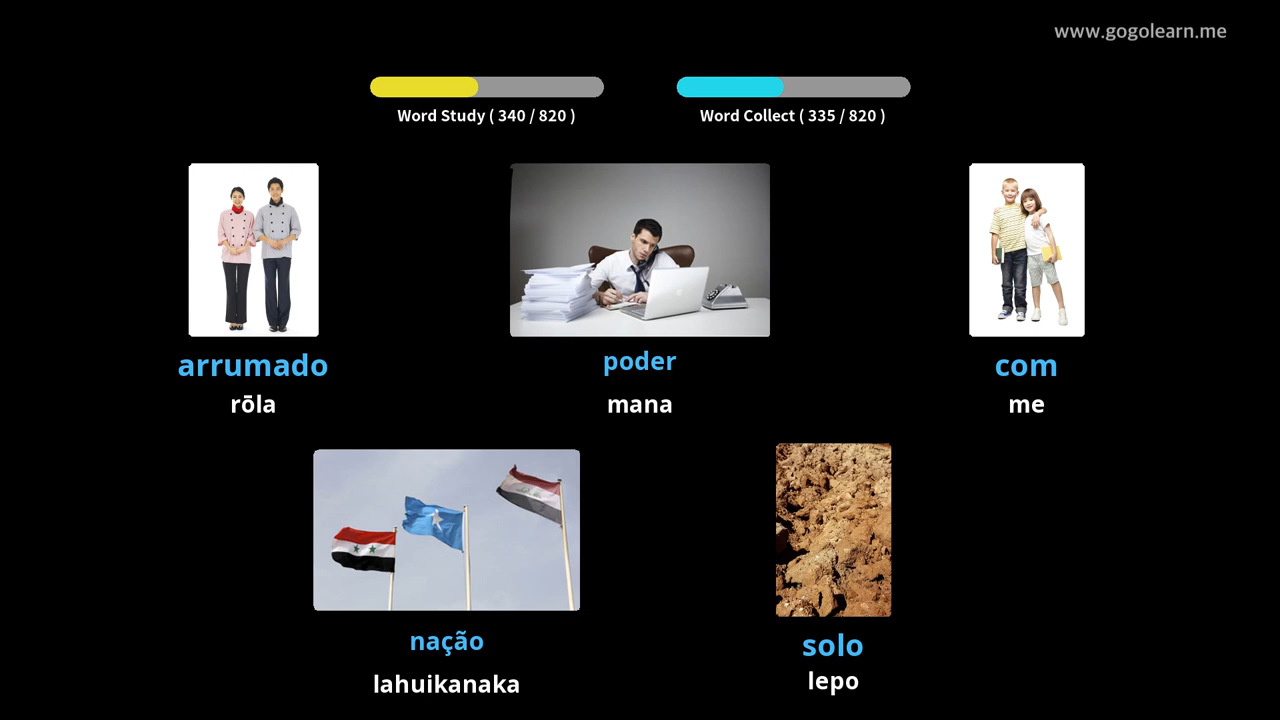 www.gogolearn.me
Word Study ( 340 / 820 )
Word Collect ( 335 / 820 )
arrumado
rōla
poder
mana
com
me
nação
lahuikanaka
solo
lepo